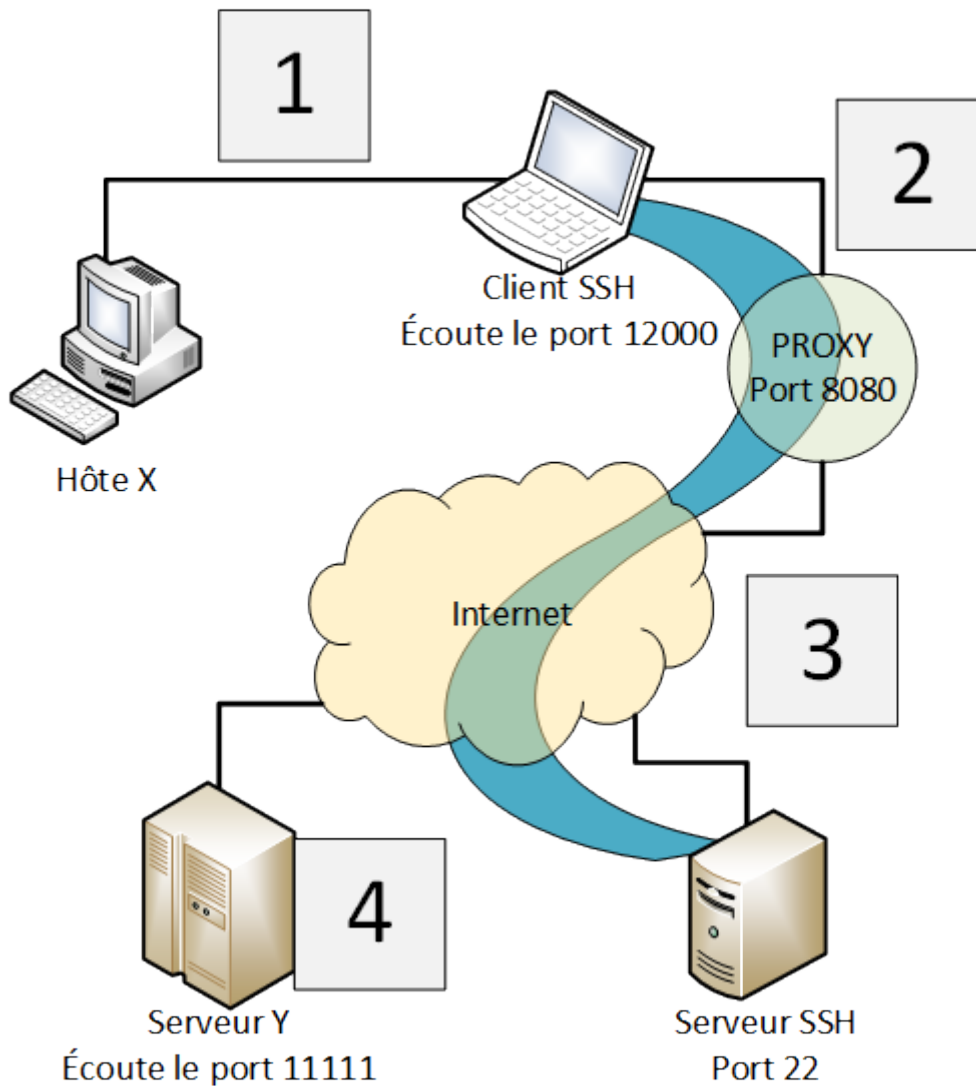 1
2
Client SSH
Écoute le port 12000
PROXY
Port 8080
Hôte X
Internet
3
4
Serveur Y
Écoute le port 11111
Serveur SSH
Port 22